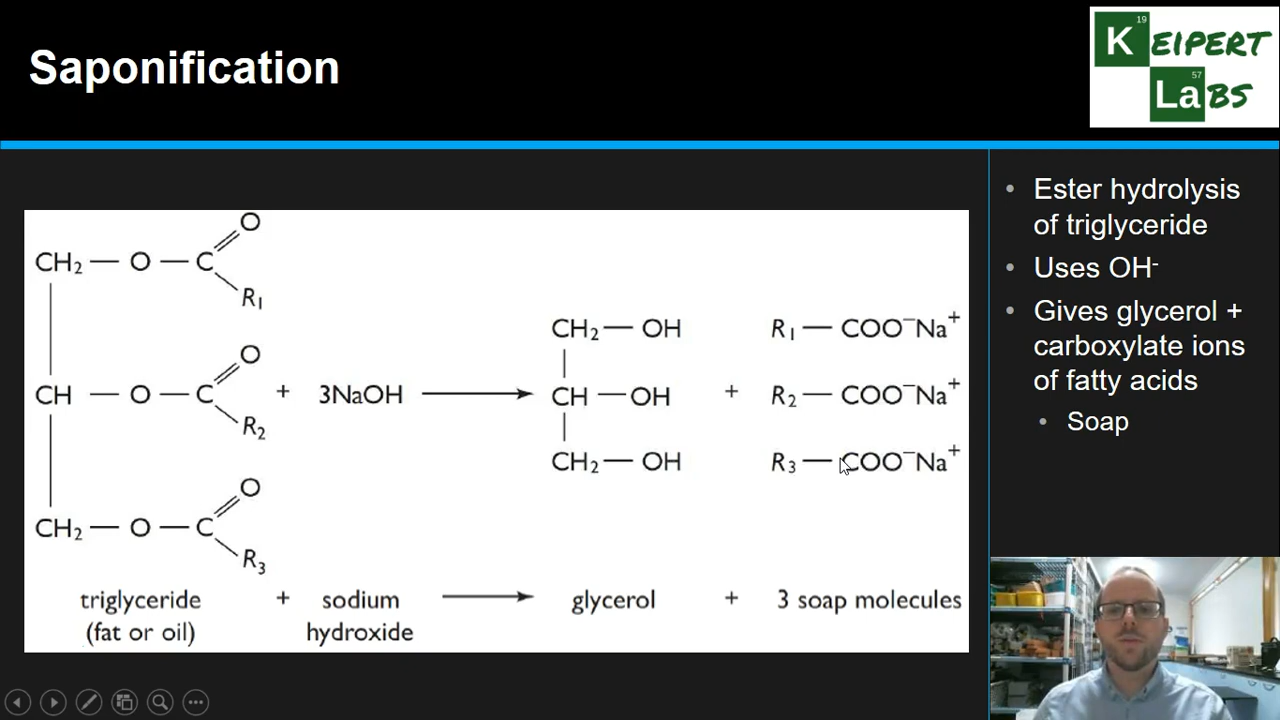 Saponification
19
KEIPERT
57
LaBS
Ester hydrolysis
of triglyceride
Uses OH-
Gives glycerol +
carboxylate ions
of fatty acids
Soap
O
CH₂ — O — C
R₁
O
CH — O — C
R₂
O
CH₂ — O — C
R₃
+ 3NaOH
CH₂ — OH
CH — OH
CH₂ — OH
+
R₁ — COO⁻Na⁺
R₂ — COO⁻Na⁺
R₃ — COO⁻Na⁺
triglyceride + sodium glycerol + 3 soap molecules
(fat or oil) hydroxide